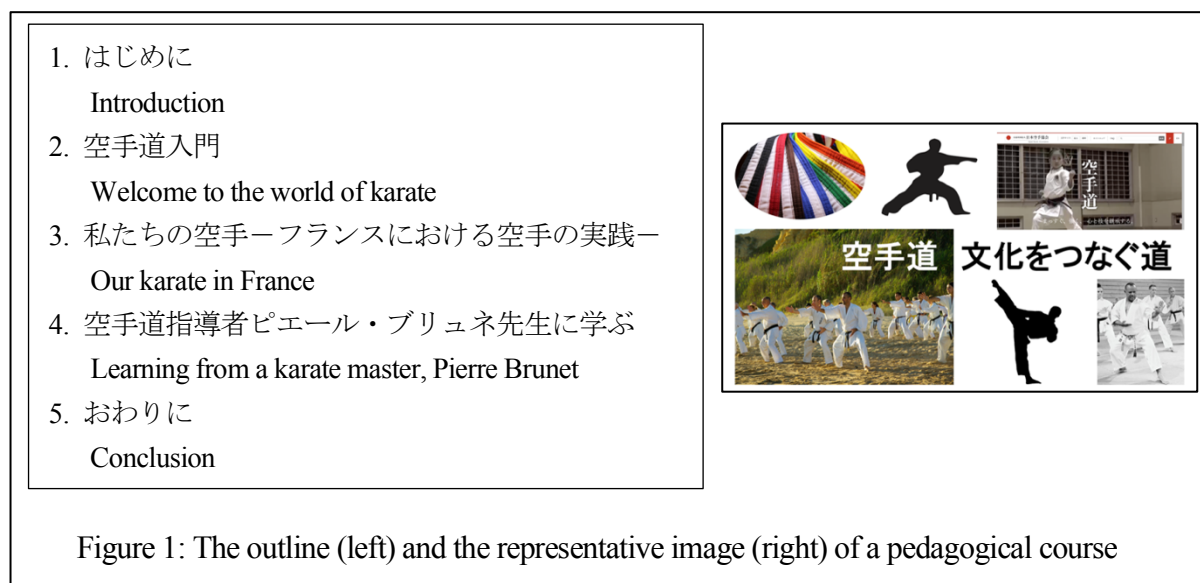 1. はじめに
Introduction
2. 空手道入門
Welcome to the world of karate
3. 私たちの空手－フランスにおける空手の実践－
Our karate in France
4. 空手道指導者ピエール・ブリュネ先生に学ぶ
Learning from a karate master, Pierre Brunet
5. おわりに
Conclusion
空手道
空手道 文化をつなぐ道
Figure 1: The outline (left) and the representative image (right) of a pedagogical course